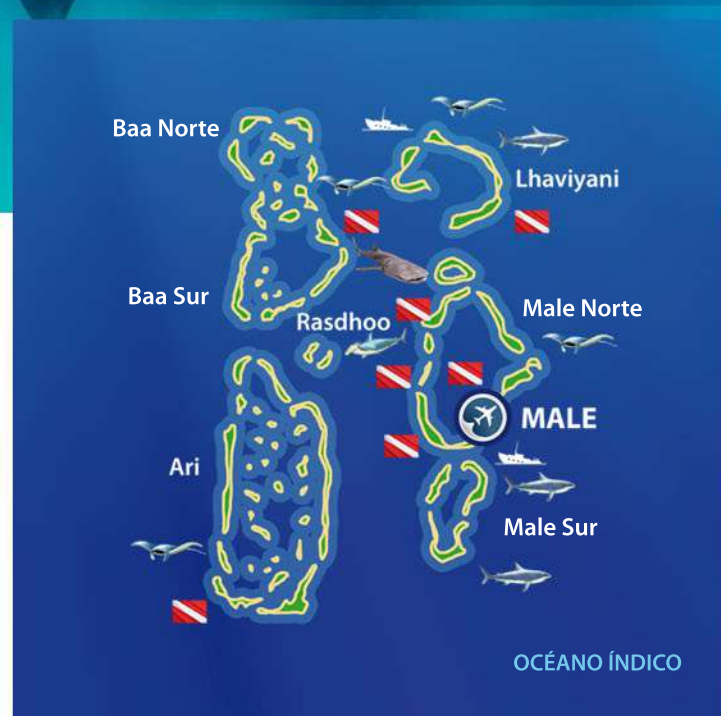 Baa Norte
Lhaviyani
Baa Sur
Male Norte
Rasdhoo
MALE
Ari
Male Sur
OCÉANO ÍNDICO